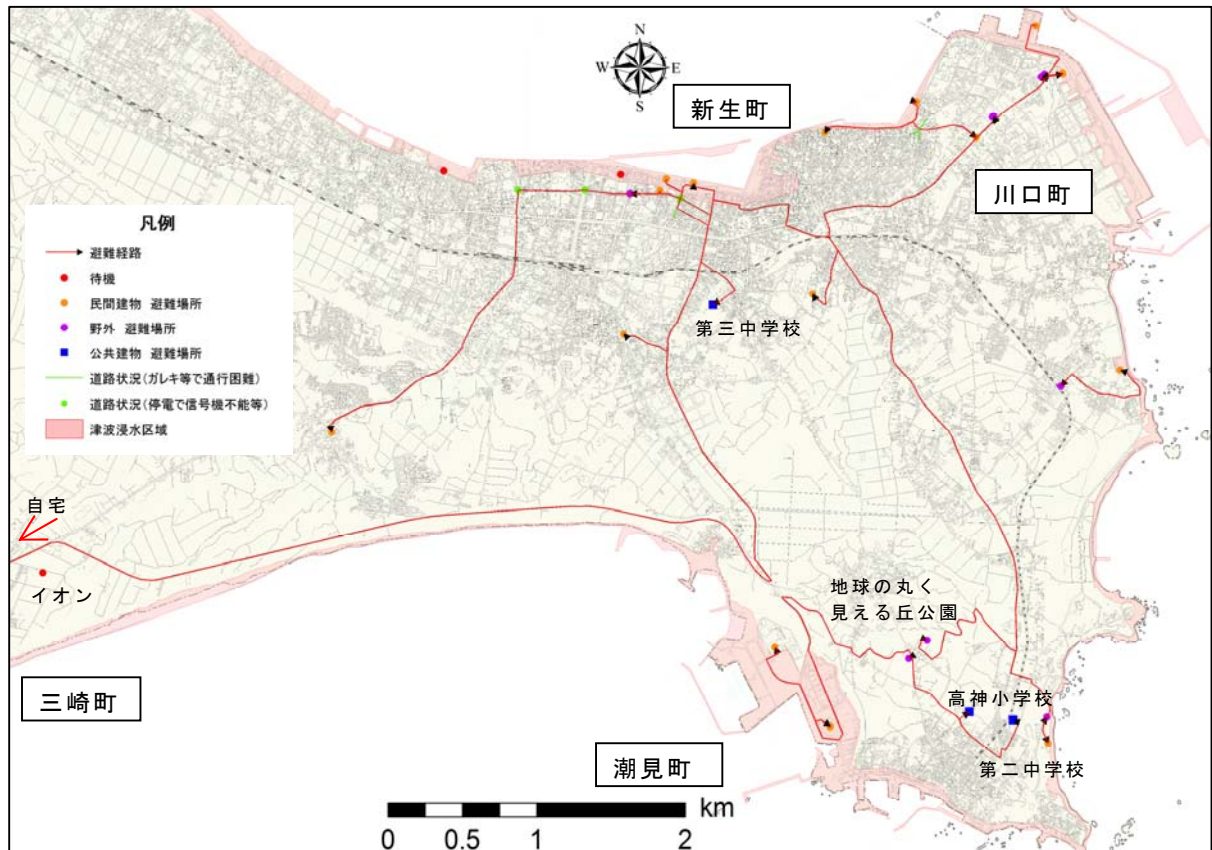 N
W E
S
新生町
川口町
凡例
避難経路
待機
民間建物 避難場所
野外 避難場所
公共建物 避難場所
道路状況(ガレキ等で通行困難)
道路状況(停電で信号機不能等)
津波浸水区域
第三中学校
自宅
イオン
地球の丸く
見える丘公園
三崎町
高神小学校
第二中学校
潮見町
km
0 0.5 1 2